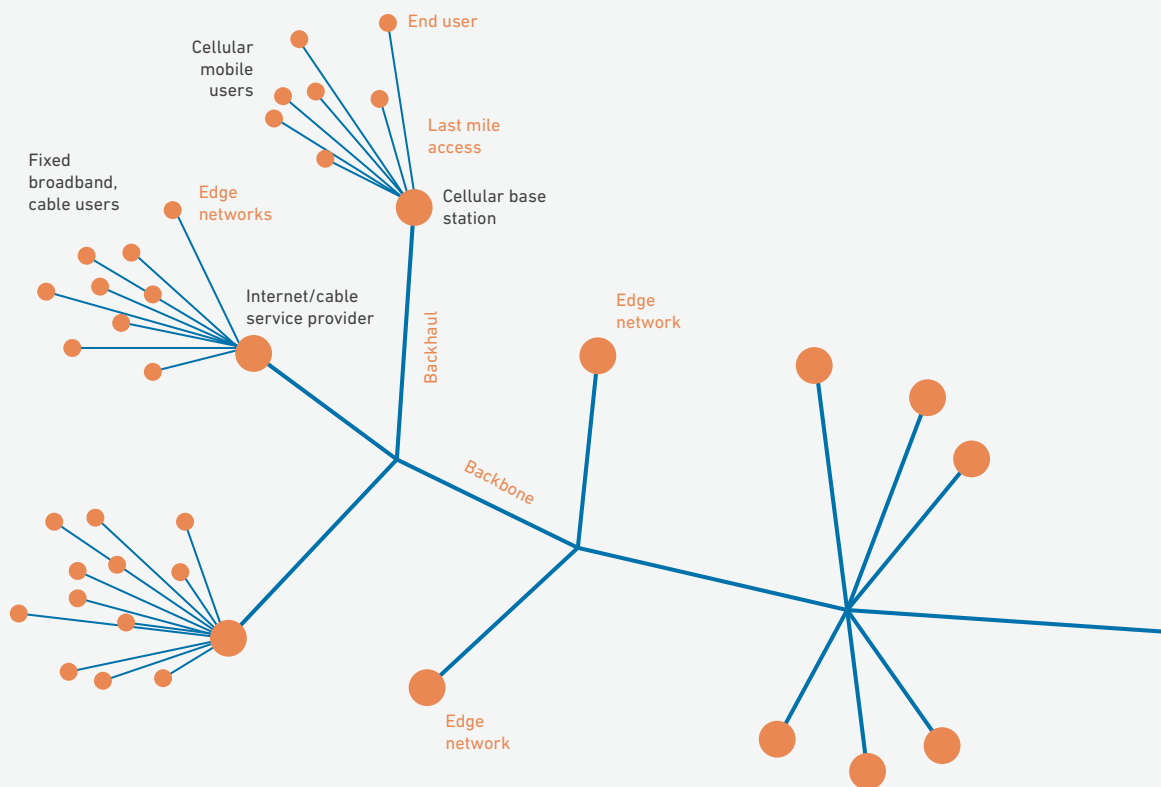 End user
Cellular
mobile
users
Last mile
access
Fixed
broadband,
cable users
Edge
networks
Cellular base
station
Internet/cable
service provider
Backhaul
Edge
network
Backbone
Edge
network